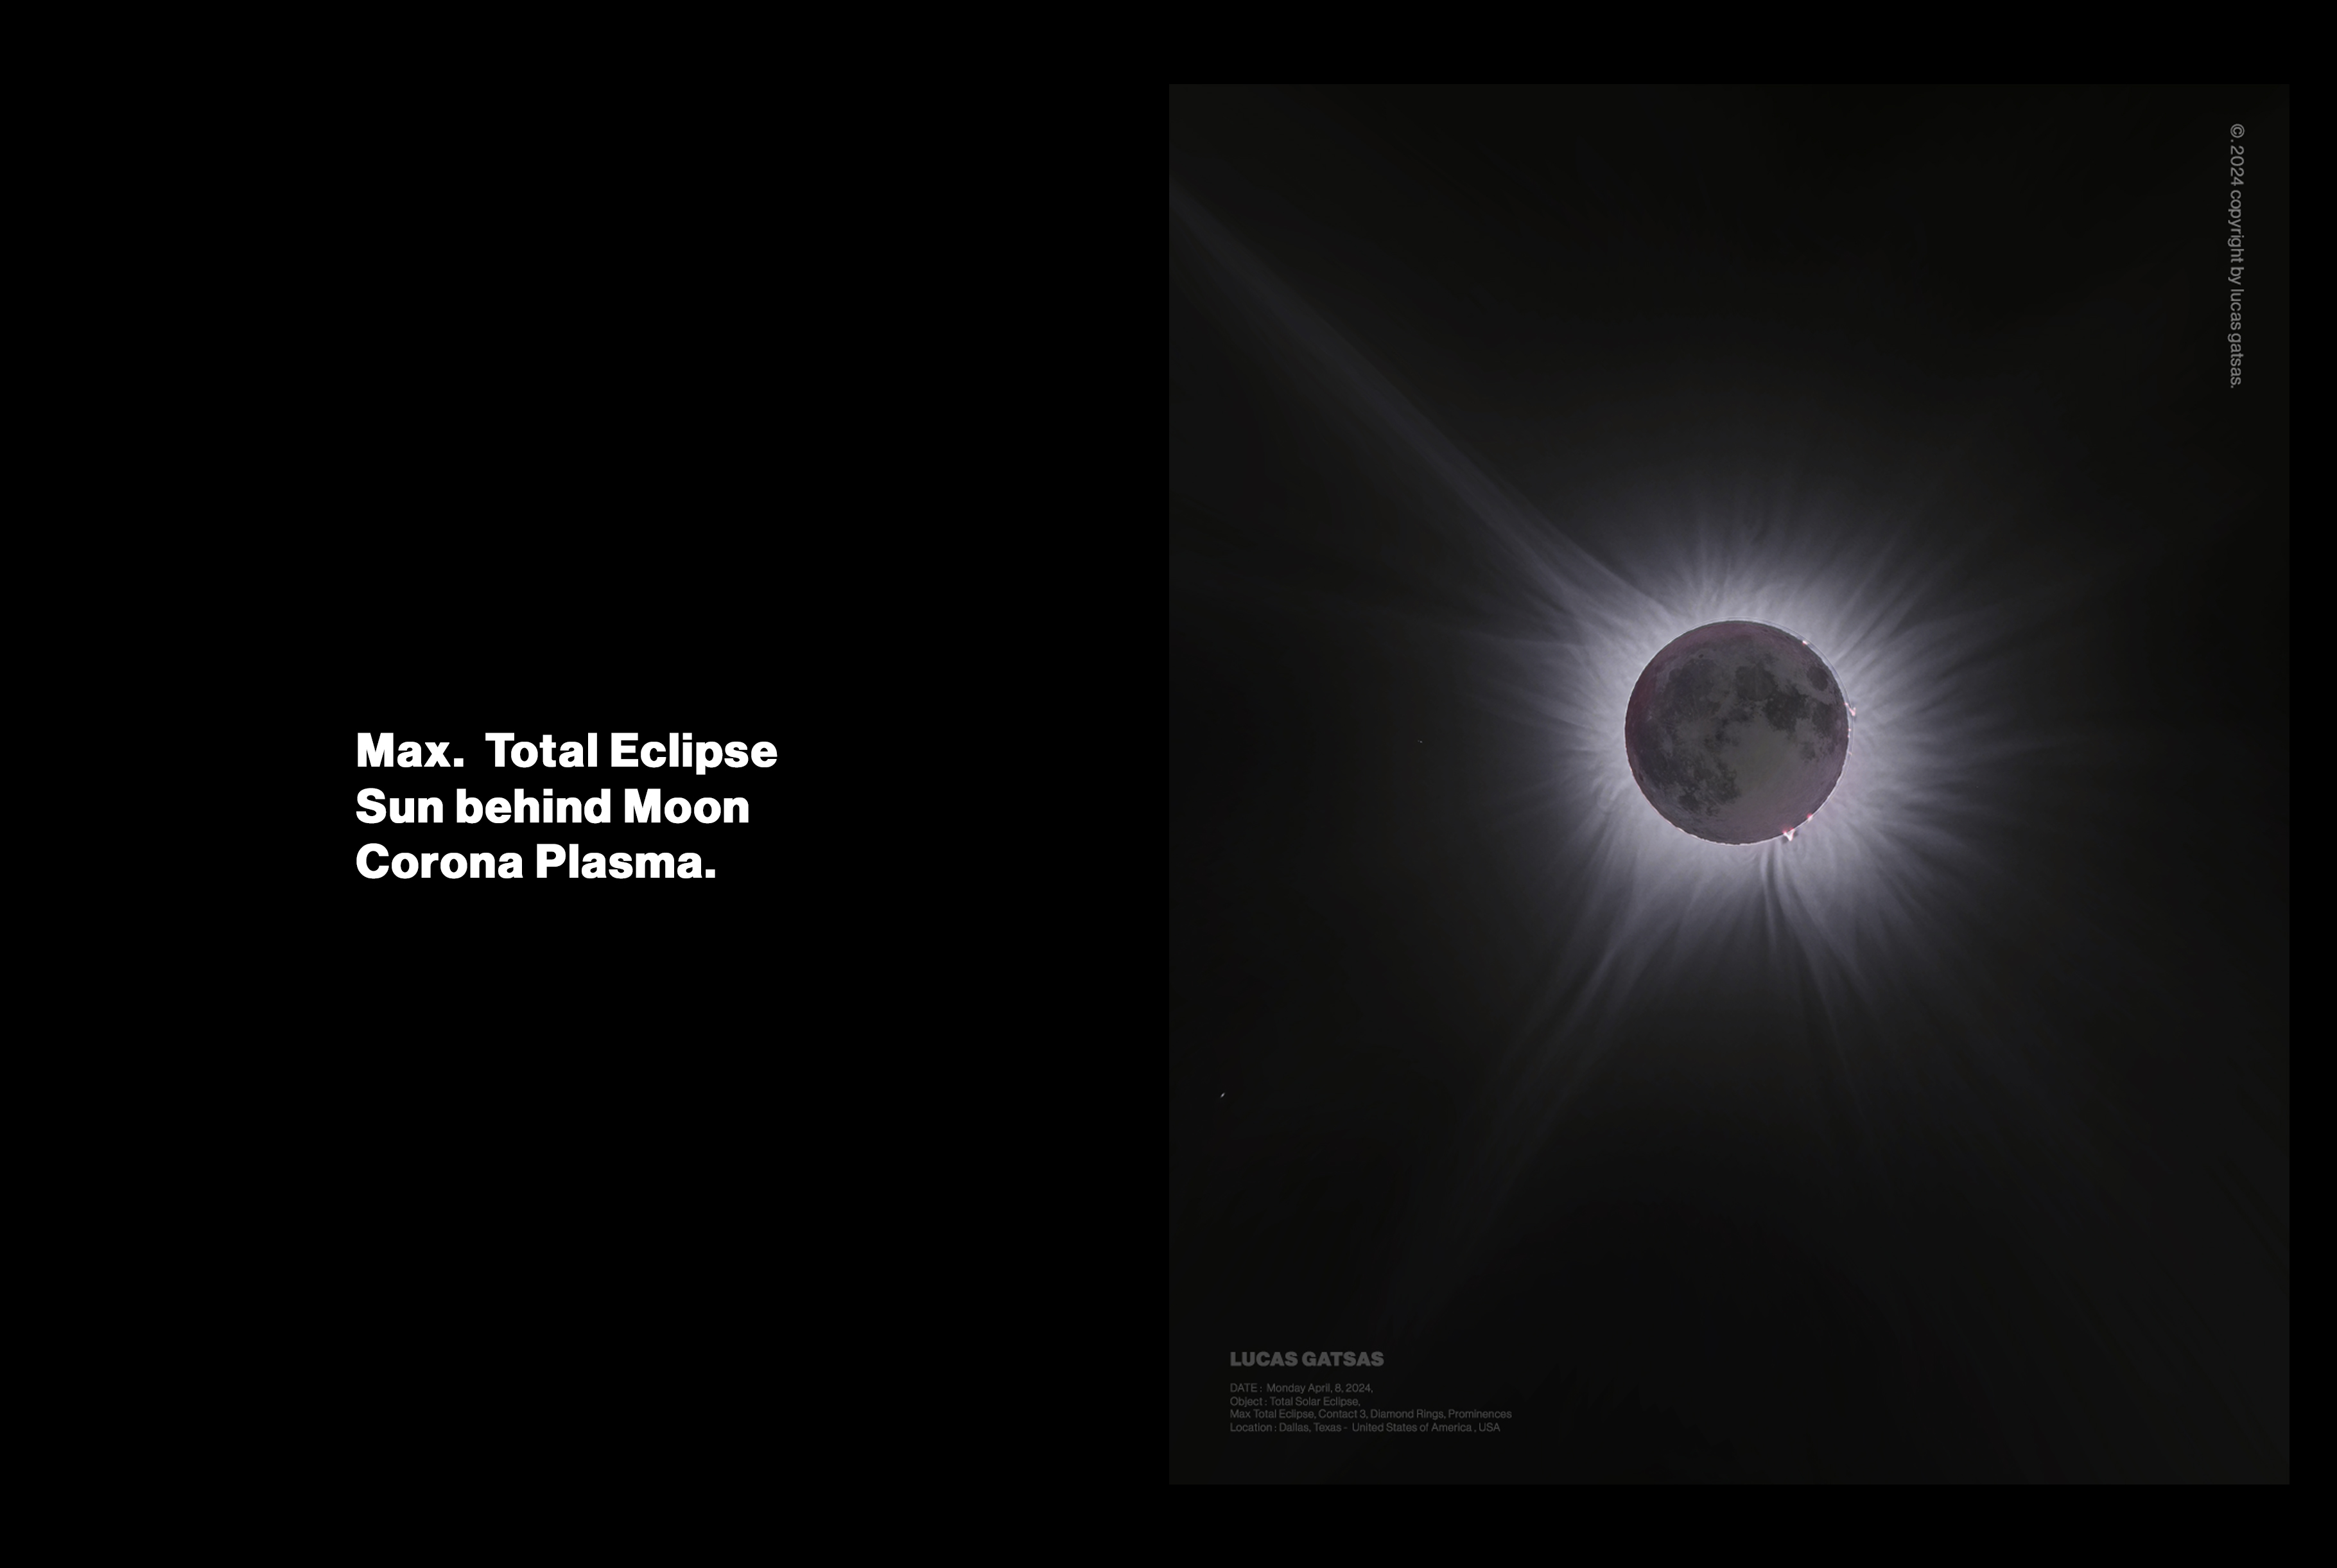 Max. Total Eclipse
Sun behind Moon
Corona Plasma.
©. 2024 copyright by lucas gatsas.
LUCAS GATSAS
DATE : Monday April, 8, 2024,
Object : Total Solar Eclipse,
Max Total Eclipse, Contact 3, Diamond Rings, Prominences
Location : Dallas, Texas - United States of America , USA